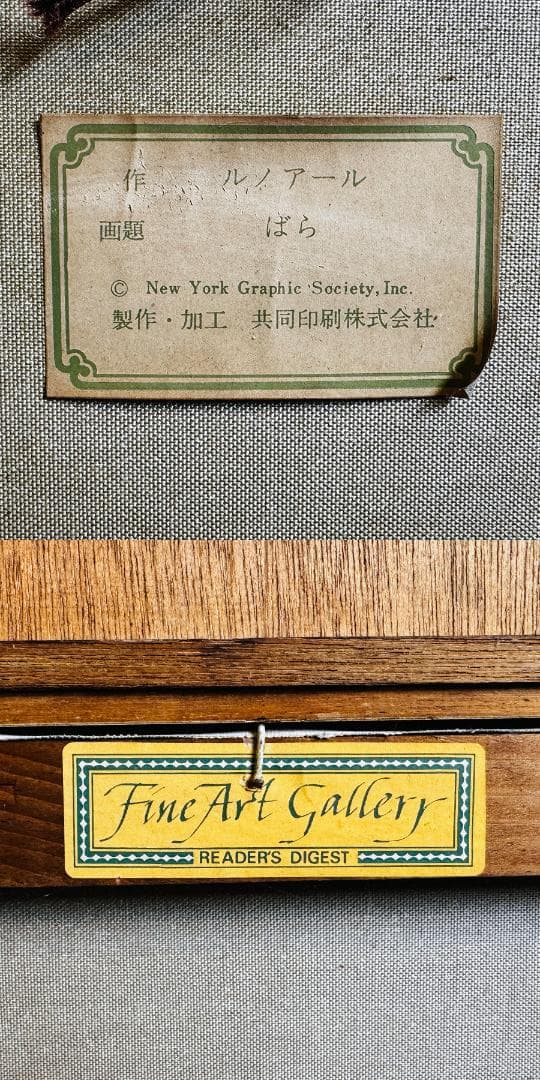 作 ルノアール
画題 ばら
© New York Graphic Society, Inc.
製作・加工 共同印刷株式会社
Fine Art Gallery
READER'S DIGEST